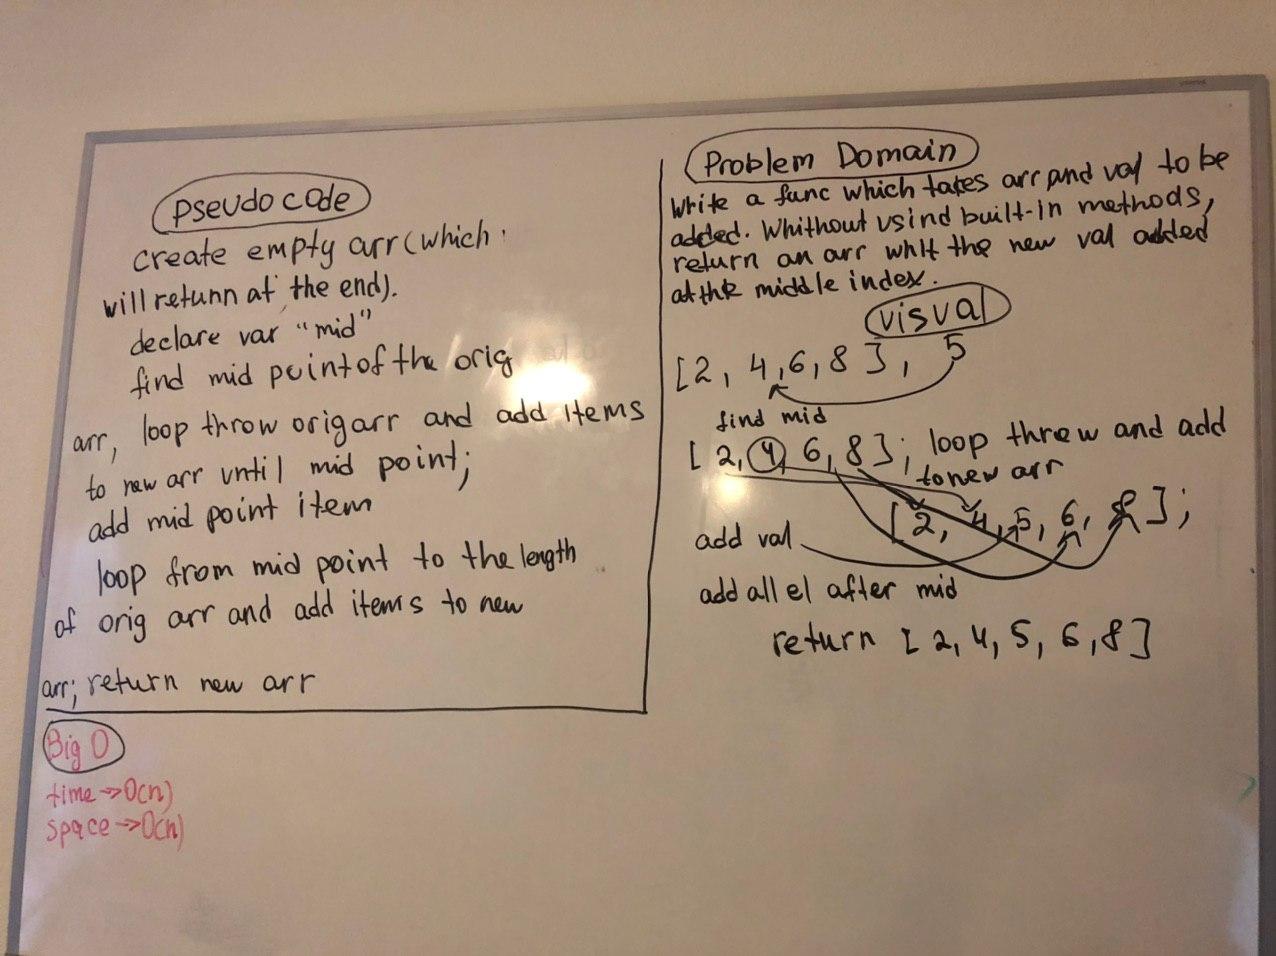 pseudo code
create empty arr (which
will return at the end).
declare var "mid"
find mid point of the orig
arr, loop throw orig arr and add items
to new arr until mid point;
add mid point item
loop from mid point to the length
of orig arr and add items to new
arr; return new arr
Big O
time → O(n)
space → O(n)
Problem Domain
Write a func which takes arr and val to be
added. Whithout usind built-in methods,
return an arr whit the new val added
at the middle index.
visual
[2, 4, 6, 8], 5
find mid
[2, 4, 6, 8]; loop threw and add
to new arr
[2, 4, 5, 6, 8];
add val
add all el after mid
return [2, 4, 5, 6, 8]